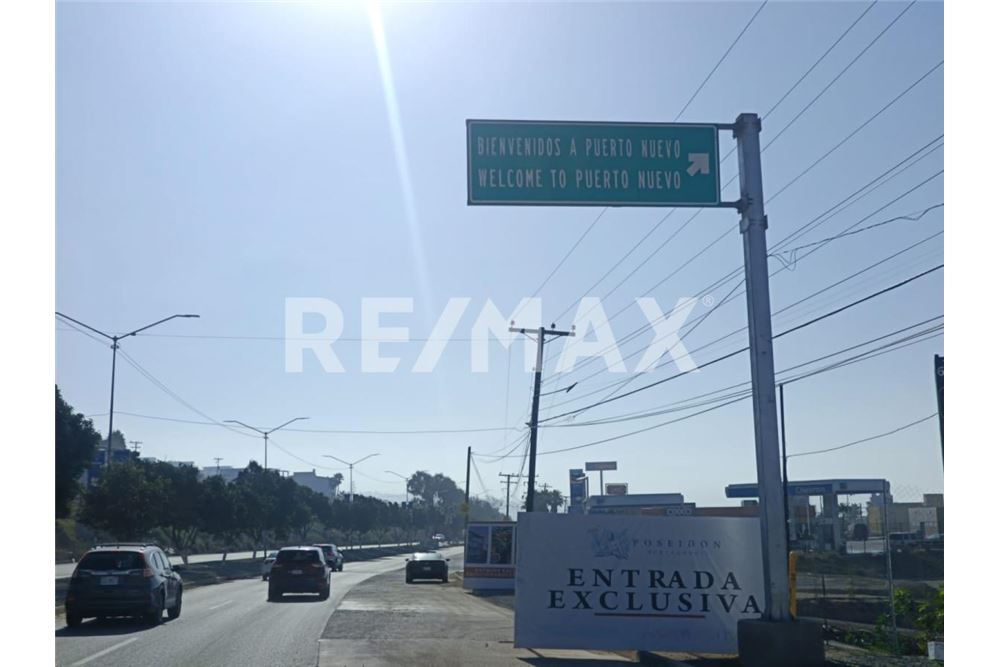 BIENVENIDOS A PUERTO NUEVO
WELCOME TO PUERTO NUEVO
RE/MAX®
POSEIDON
ENTRADA
EXCLUSIVA